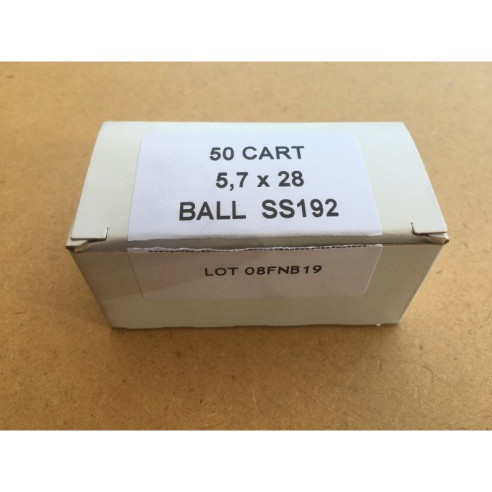 50 CART
5,7 x 28
BALL SS192
LOT 08FNB19